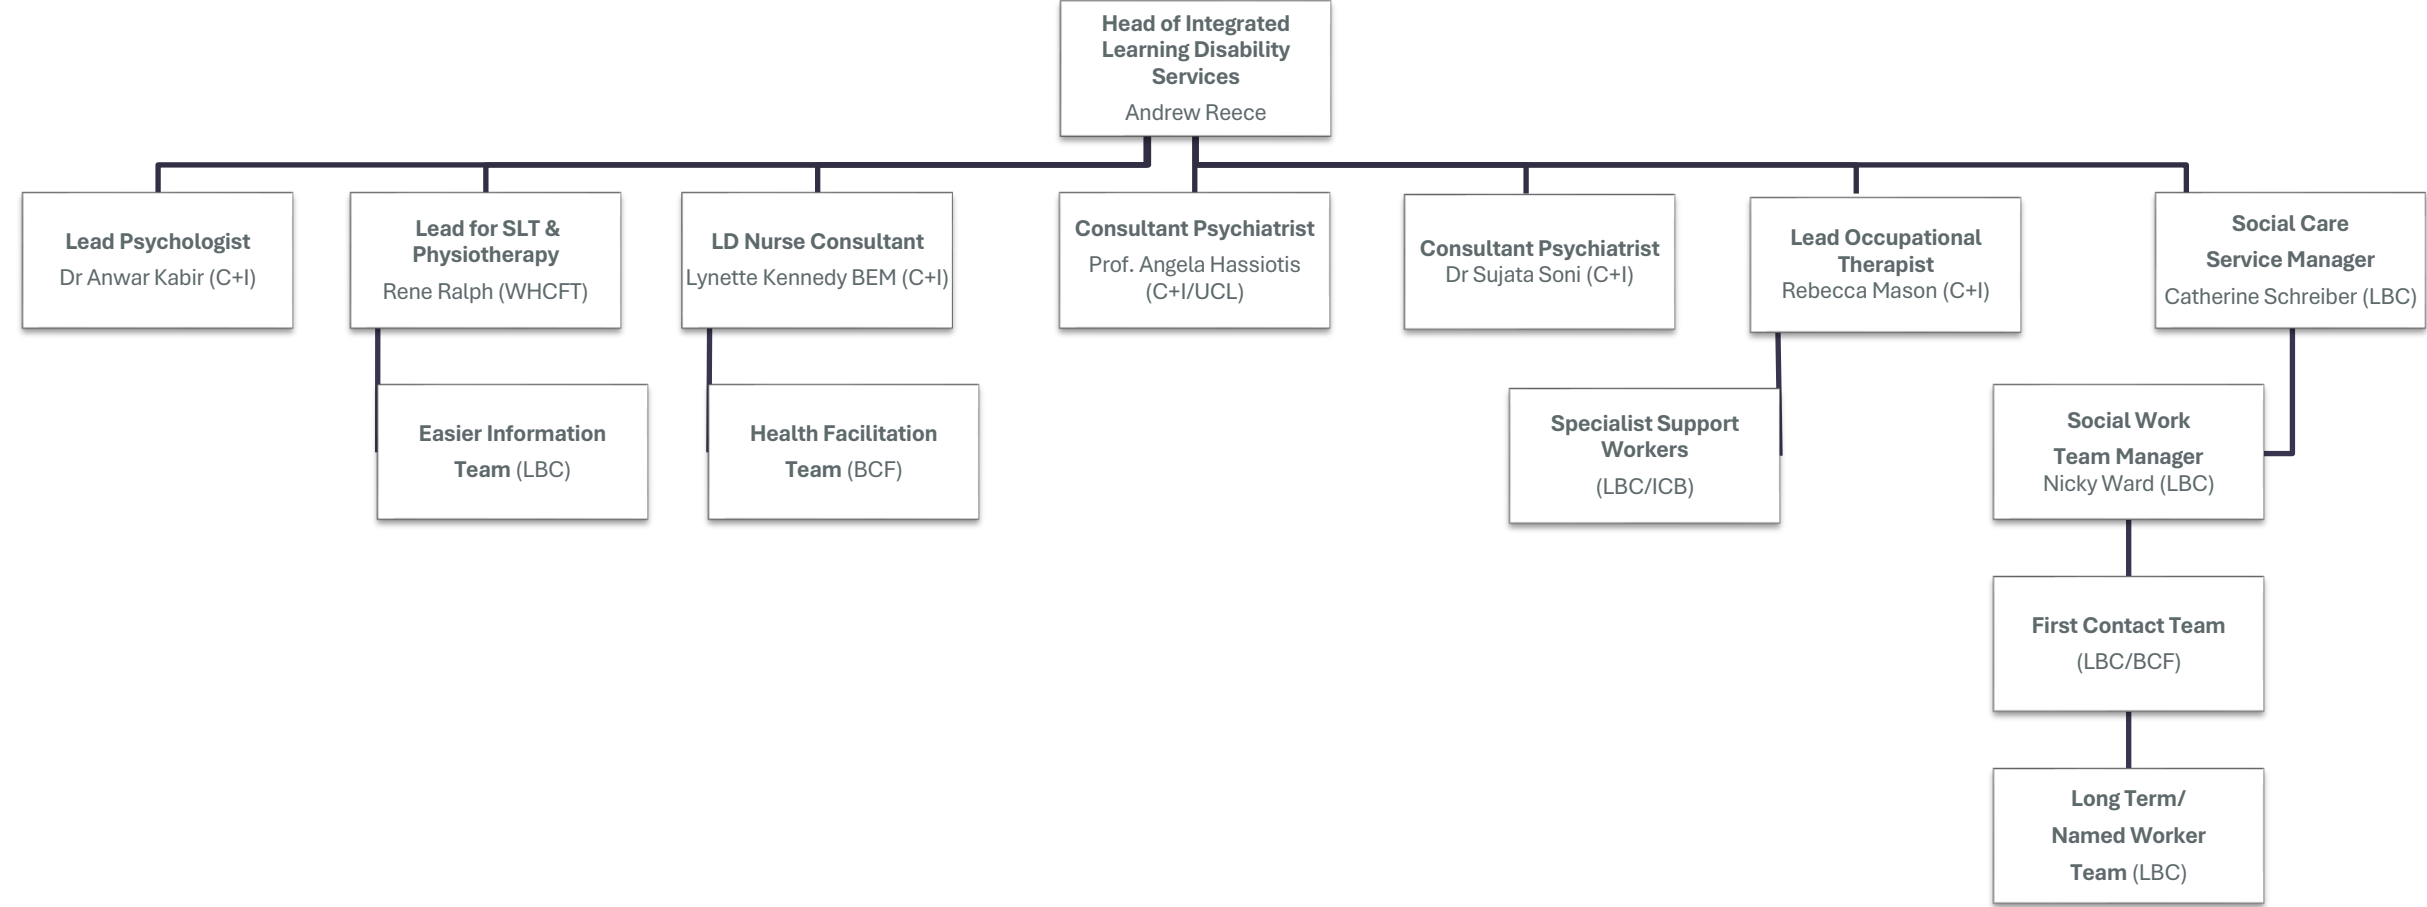 Head of Integrated
Learning Disability
Services
Andrew Reece
Lead Psychologist
Dr Anwar Kabir (C+I)
Lead for SLT &
Physiotherapy
Rene Ralph (WHCFT)
LD Nurse Consultant
Lynette Kennedy BEM (C+I)
Consultant Psychiatrist
Prof. Angela Hassiotis
(C+I/UCL)
Consultant Psychiatrist
Dr Sujata Soni (C+I)
Lead Occupational
Therapist
Rebecca Mason (C+I)
Social Care
Service Manager
Catherine Schreiber (LBC)
Easier Information
Team (LBC)
Health Facilitation
Team (BCF)
Specialist Support
Workers
(LBC/ICB)
Social Work
Team Manager
Nicky Ward (LBC)
First Contact Team
(LBC/BCF)
Long Term/
Named Worker
Team (LBC)